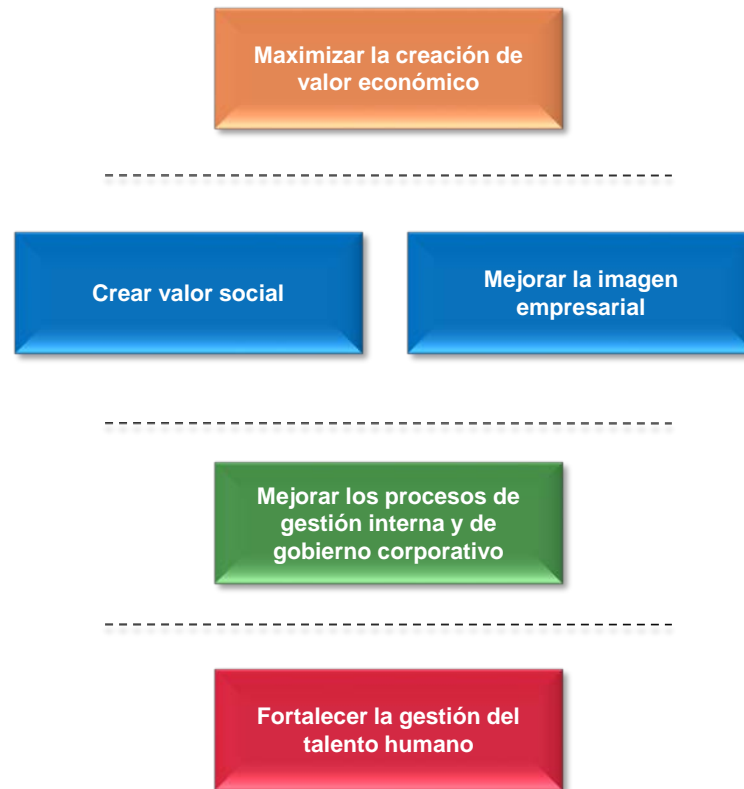 Maximizar la creación de
valor económico
Crear valor social
Mejorar la imagen
empresarial
Mejorar los procesos de
gestión interna y de
gobierno corporativo
Fortalecer la gestión del
talento humano